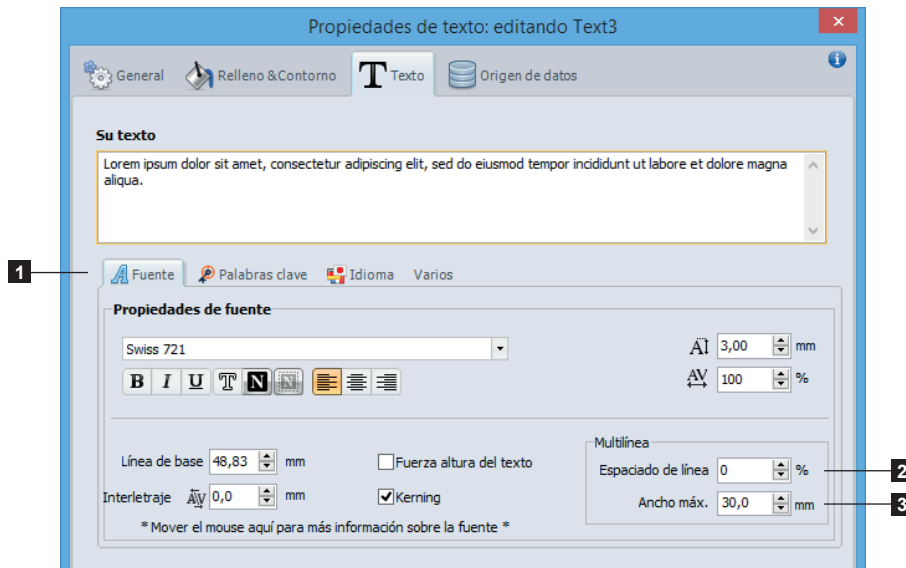 Propiedades de texto: editando Text3
General Relleno &Contorno Texto Origen de datos
Su texto
Lorem ipsum dolor sit amet, consectetur adipiscing elit, sed do eiusmod tempor incididunt ut labore et dolore magna
aliqua.
1
Fuente Palabras clave Idioma Varios
Propiedades de fuente
Swiss 721
3,00 mm
B I U T N N
100 %
Multilínea
Línea de base 48,83 mm
Fuerza altura del texto
Espaciado de línea 0 %
2
Interletraje 0,0 mm
Kerning
Ancho máx. 30,0 mm
3
* Mover el mouse aquí para más información sobre la fuente *